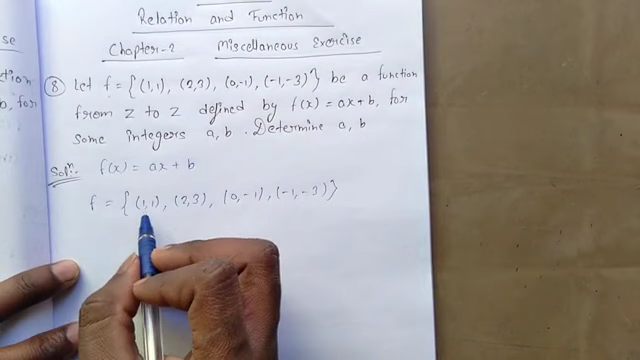 Relation and Function
Chapter-2 Miscellaneous Exercise
⑧ Let f = {(1,1), (2,3), (0,-1), (-1,-3)} be a function
from Z to Z defined by f(x) = ax+b, for
some integers a, b. Determine a, b
Solⁿ:- f(x) = ax + b
f = {(1,1), (2,3), (0,-1), (-1,-3)}